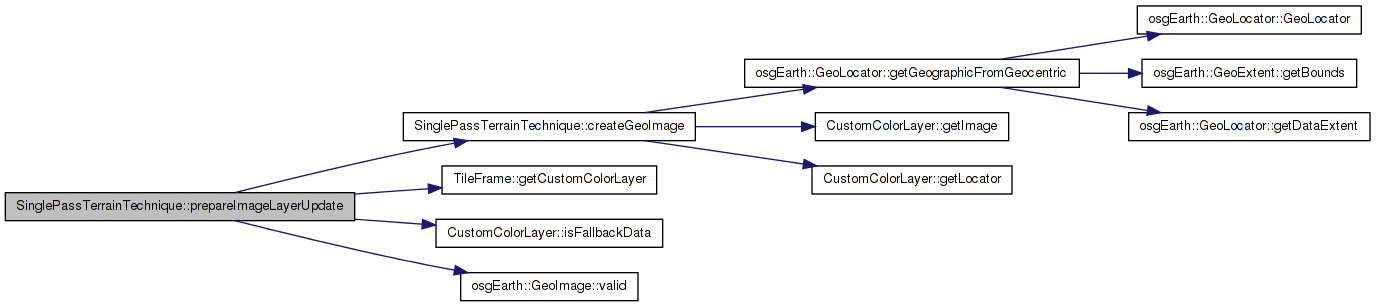 osgEarth::GeoLocator::GeoLocator
osgEarth::GeoLocator::getGeographicFromGeocentric
osgEarth::GeoExtent::getBounds
SinglePassTerrainTechnique::createGeoImage
CustomColorLayer::getImage
osgEarth::GeoLocator::getDataExtent
TileFrame::getCustomColorLayer
CustomColorLayer::getLocator
SinglePassTerrainTechnique::prepareImageLayerUpdate
CustomColorLayer::isFallbackData
osgEarth::GeoImage::valid